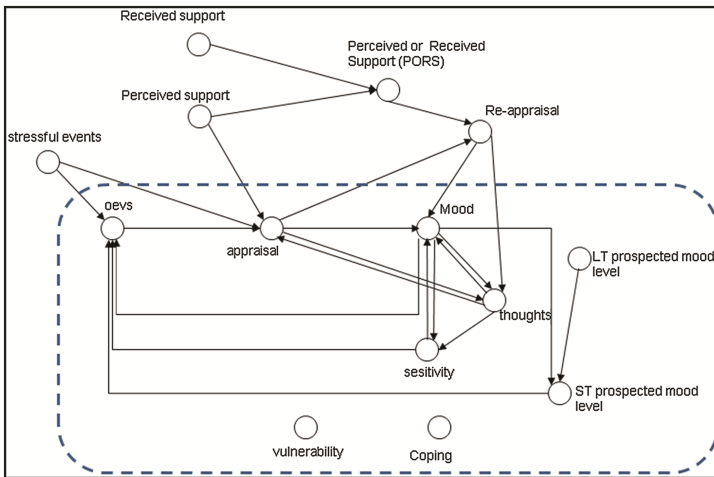 Received support
Perceived or Received
Support (PORS)
Perceived support
Re-appraisal
stressful events
oevs
Mood
appraisal
LT prospected mood
level
thoughts
sesitivity
ST prospected mood
level
vulnerability
Coping